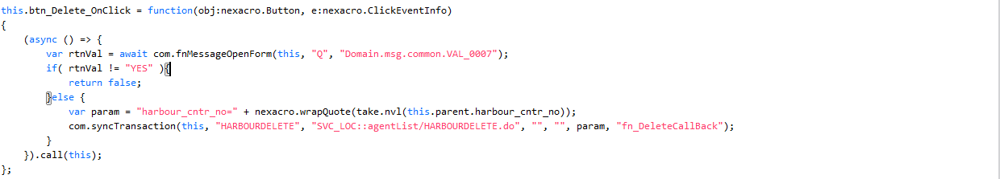 this.btn_Delete_OnClick = function(obj:nexacro.Button, e:nexacro.ClickEventInfo)
{
    (async () => {
        var rtnVal = await com.fnMessageOpenForm(this, "Q", "Domain.msg.common.VAL_0007");
        if( rtnVal != "YES" ){
            return false;
        }else {
            var param = "harbour_cntr_no=" + nexacro.wrapQuote(take.nvl(this.parent.harbour_cntr_no));
            com.syncTransaction(this, "HARBOURDELETE", "SVC_LOC::agentList/HARBOURDELETE.do", "", "", param, "fn_DeleteCallBack");
        }
    }).call(this);
};